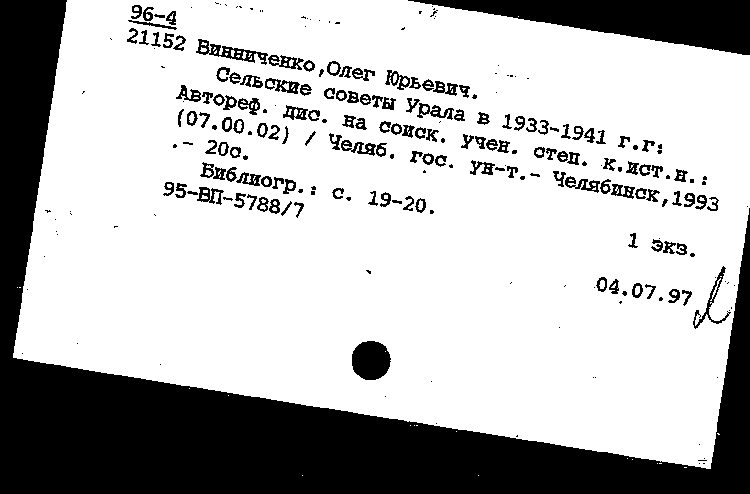 96-4
21152 Винниченко,Олег Юрьевич.
Сельские советы Урала в 1933-1941 г.г:
Автореф. дис. на соиск. учен. степ. к.ист.н.:
(07.00.02) / Челяб. гос. ун-т.- Челябинск,1993
.- 20с.
Библиогр.: с. 19-20.
95-ВП-5788/7
1 экз.
04.07.97